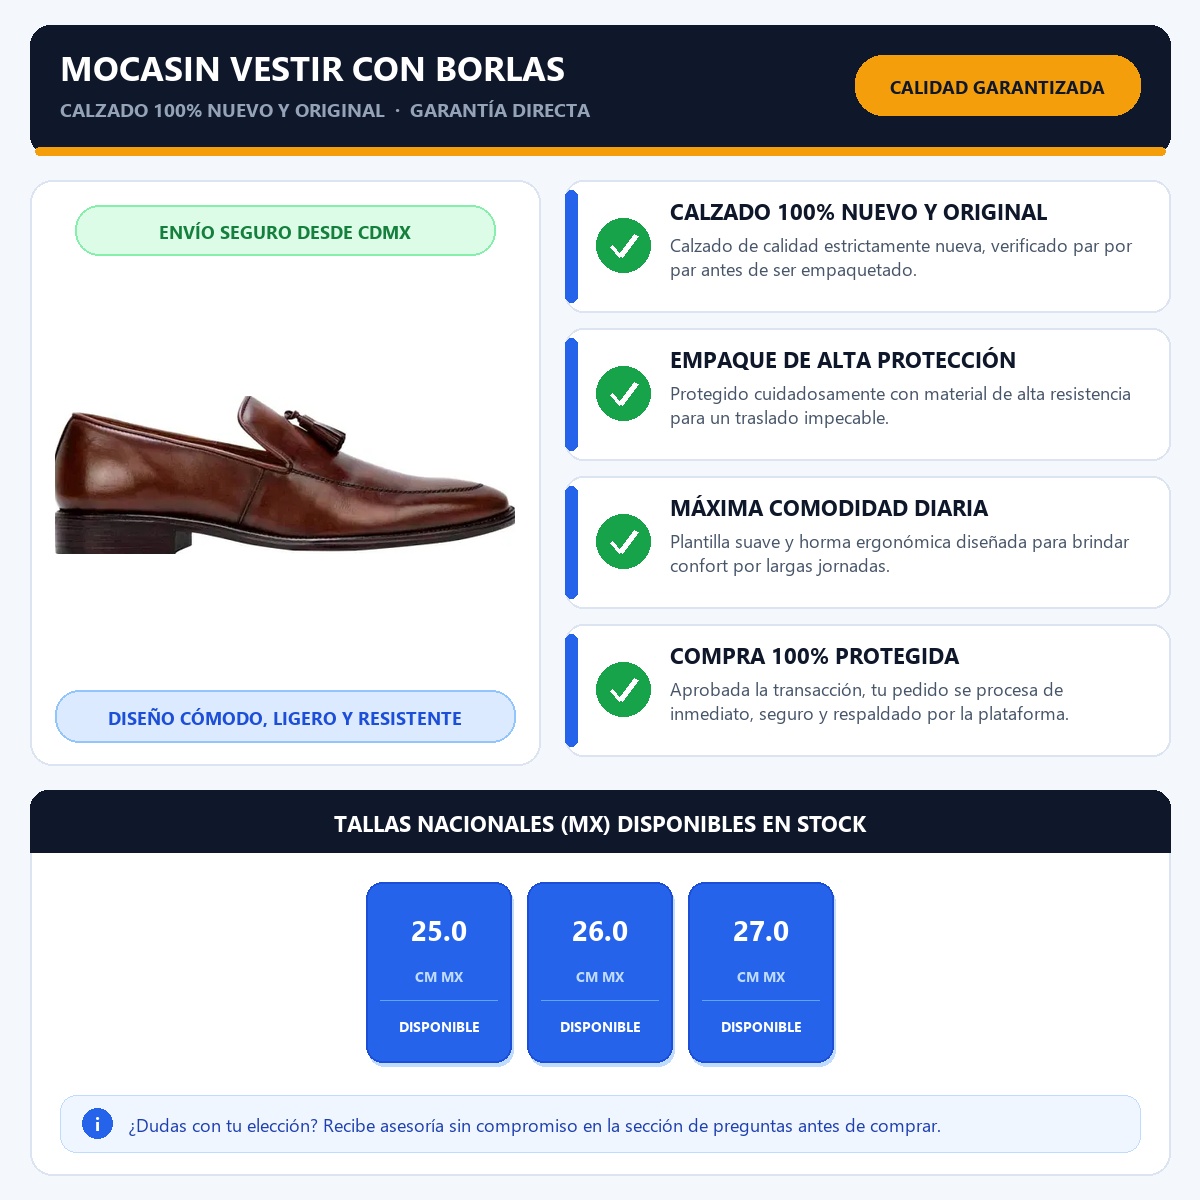 MOCASIN VESTIR CON BORLAS
CALZADO 100% NUEVO Y ORIGINAL · GARANTÍA DIRECTA
CALIDAD GARANTIZADA
ENVÍO SEGURO DESDE CDMX
DISEÑO CÓMODO, LIGERO Y RESISTENTE
CALZADO 100% NUEVO Y ORIGINAL
Calzado de calidad estrictamente nueva, verificado par por
par antes de ser empaquetado.
EMPAQUE DE ALTA PROTECCIÓN
Protegido cuidadosamente con material de alta resistencia
para un traslado impecable.
MÁXIMA COMODIDAD DIARIA
Plantilla suave y horma ergonómica diseñada para brindar
confort por largas jornadas.
COMPRA 100% PROTEGIDA
Aprobada la transacción, tu pedido se procesa de
inmediato, seguro y respaldado por la plataforma.
TALLAS NACIONALES (MX) DISPONIBLES EN STOCK
25.0
CM MX
DISPONIBLE
26.0
CM MX
DISPONIBLE
27.0
CM MX
DISPONIBLE
¿Dudas con tu elección? Recibe asesoría sin compromiso en la sección de preguntas antes de comprar.